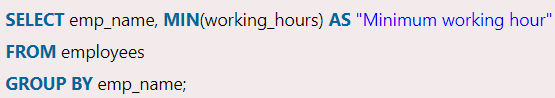 SELECT emp_name, MIN(working_hours) AS "Minimum working hour"
FROM employees
GROUP BY emp_name;